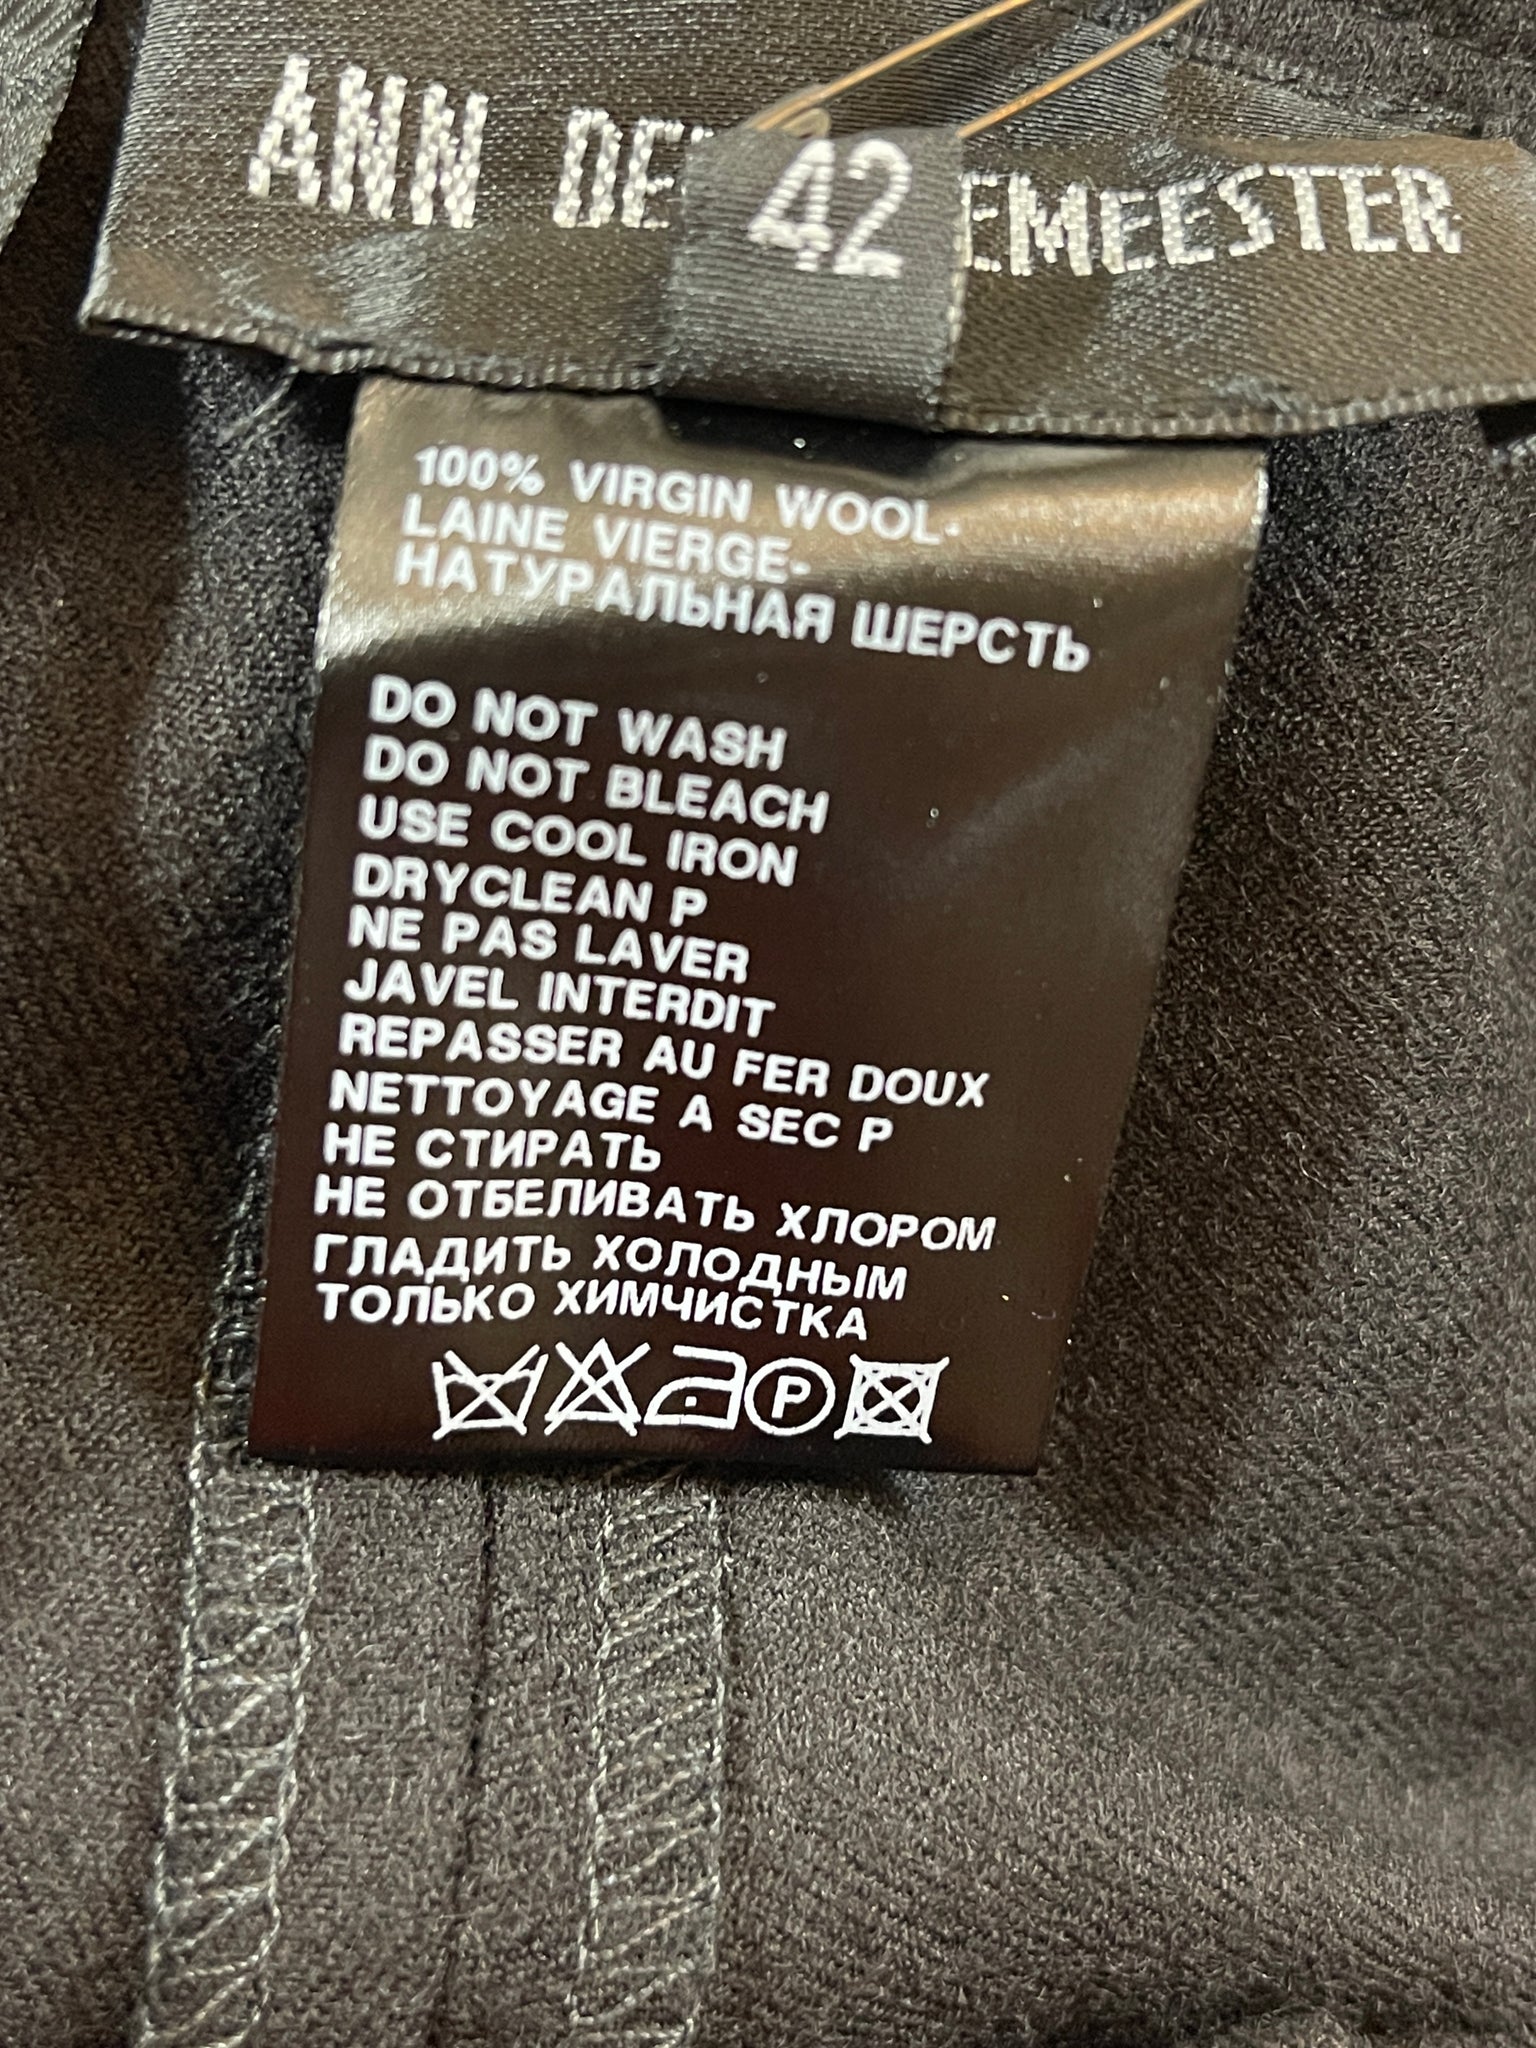 ANN DE EMEESTER
42
100% VIRGIN WOOL-
LAINE VIERGE-
НАТУРАЛЬНАЯ ШЕРСТЬ
DO NOT WASH
DO NOT BLEACH
USE COOL IRON
DRYCLEAN P
NE PAS LAVER
JAVEL INTERDIT
REPASSER AU FER DOUX
NETTOYAGE A SEC P
НЕ СТИРАТЬ
НЕ ОТБЕЛИВАТЬ ХЛОРОМ
ГЛАДИТЬ ХОЛОДНЫМ
ТОЛЬКО ХИМЧИСТКА
P